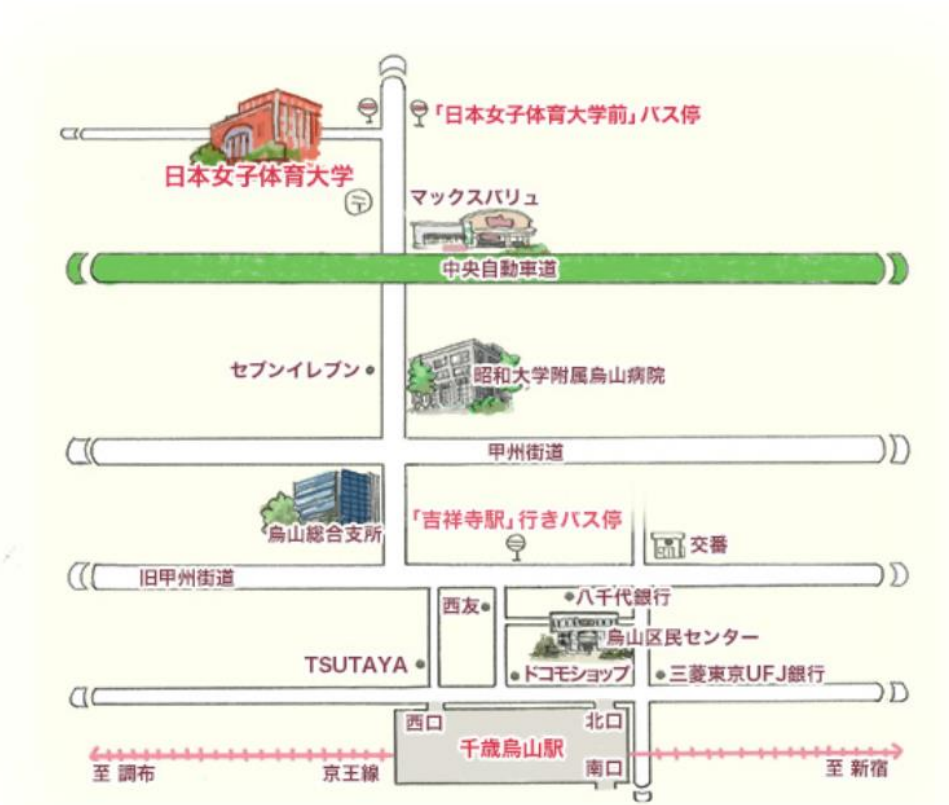 「日本女子体育大学前」バス停
日本女子体育大学
マックスバリュ
中央自動車道
セブンイレブン
昭和大学附属烏山病院
甲州街道
烏山総合支所
「吉祥寺駅」行きバス停
交番
旧甲州街道
西友
八千代銀行
烏山区民センター
TSUTAYA
ドコモショップ
三菱東京UFJ銀行
西口
北口
千歳烏山駅
南口
至 調布
京王線
至 新宿